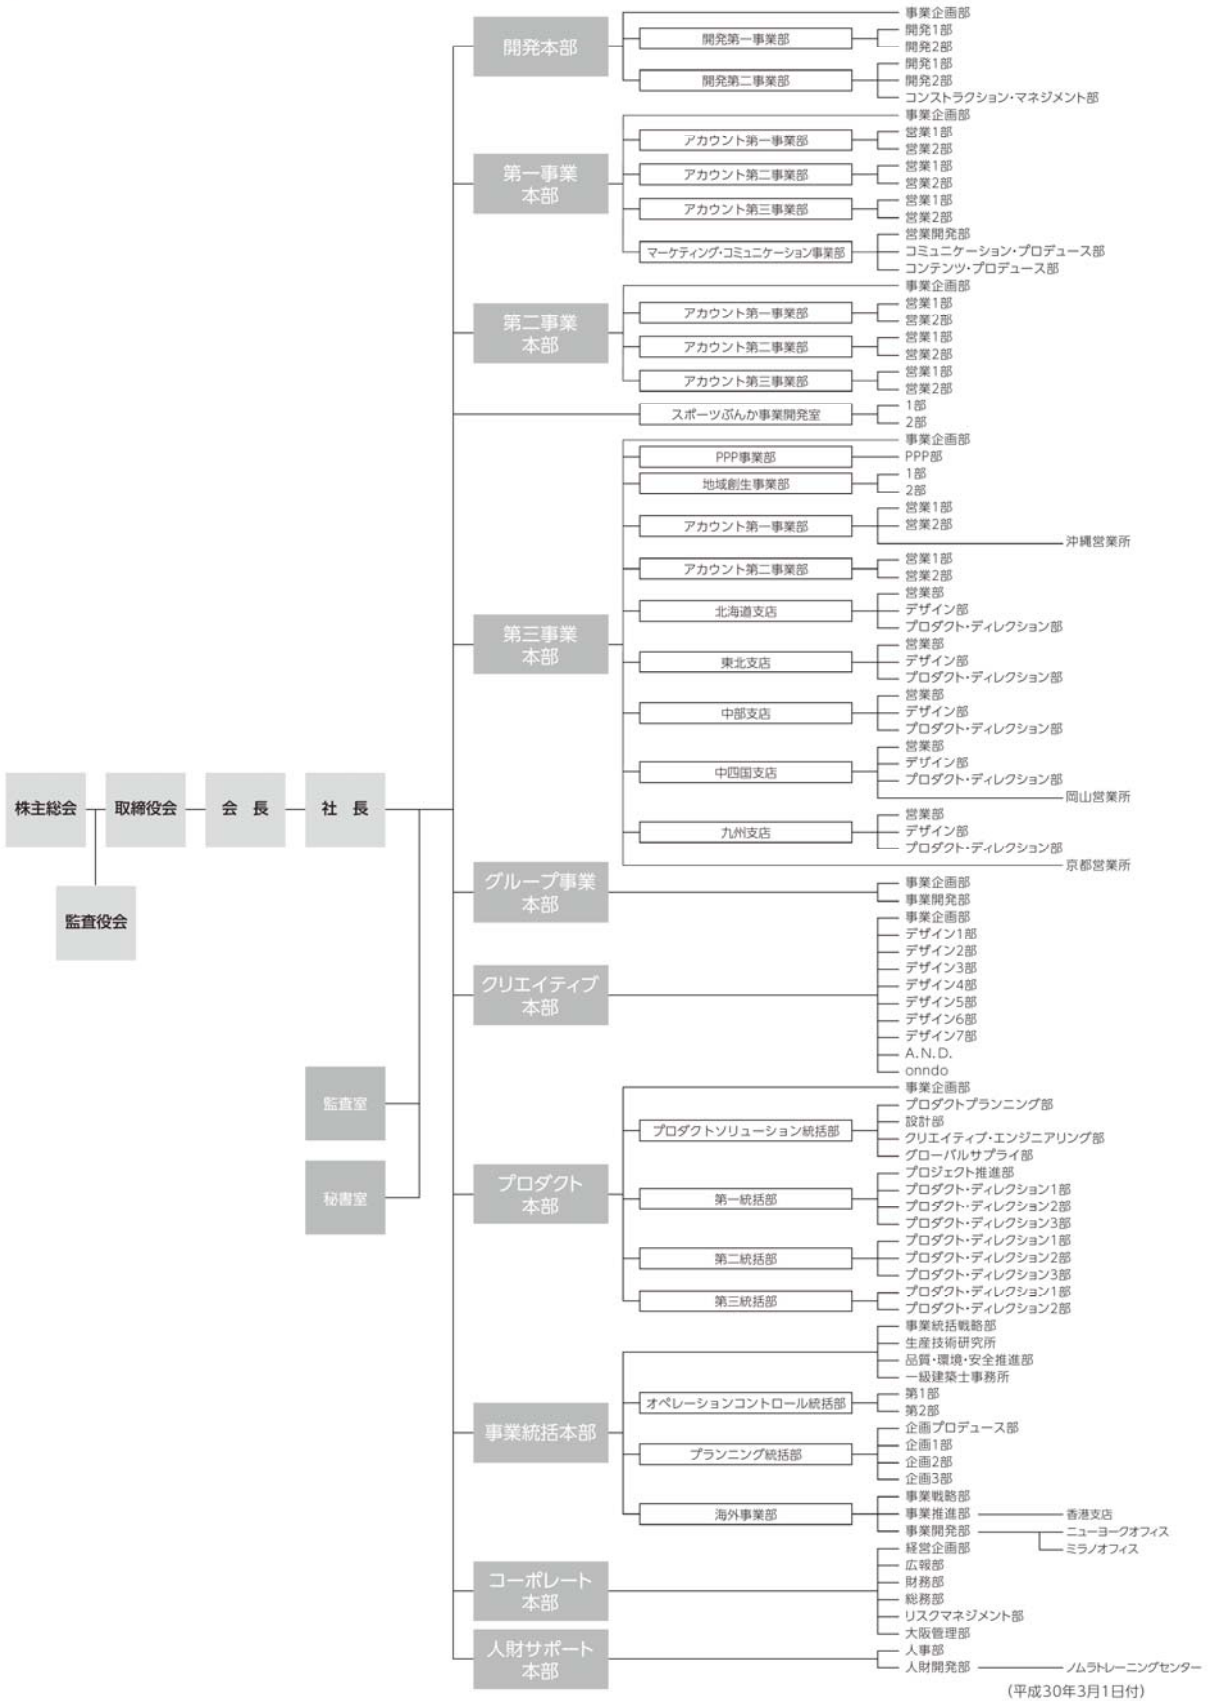 事業企画部
開発本部
開発第一事業部
開発1部
開発2部
開発第二事業部
開発1部
開発2部
コンストラクション・マネジメント部
第一事業
本部
事業企画部
アカウント第一事業部
営業1部
営業2部
アカウント第二事業部
営業1部
営業2部
アカウント第三事業部
営業1部
営業2部
マーケティング・コミュニケーション事業部
営業開発部
コミュニケーション・プロデュース部
コンテンツ・プロデュース部
第二事業
本部
事業企画部
アカウント第一事業部
営業1部
営業2部
アカウント第二事業部
営業1部
営業2部
アカウント第三事業部
営業1部
営業2部
スポーツぶんか事業開発室
1部
2部
第三事業
本部
事業企画部
PPP事業部
PPP部
地域創生事業部
1部
2部
アカウント第一事業部
営業1部
営業2部
沖縄営業所
アカウント第二事業部
営業1部
営業2部
北海道支店
営業部
デザイン部
プロダクト・ディレクション部
東北支店
営業部
デザイン部
プロダクト・ディレクション部
中部支店
営業部
デザイン部
プロダクト・ディレクション部
中四国支店
営業部
デザイン部
プロダクト・ディレクション部
岡山営業所
九州支店
営業部
デザイン部
プロダクト・ディレクション部
京都営業所
株主総会
取締役会
会 長
社 長
監査役会
監査室
秘書室
グループ事業
本部
事業企画部
事業開発部
クリエイティブ
本部
事業企画部
デザイン1部
デザイン2部
デザイン3部
デザイン4部
デザイン5部
デザイン6部
デザイン7部
A.N.D.
onndo
プロダクト
本部
事業企画部
プロダクトソリューション統括部
プロダクトプランニング部
設計部
クリエイティブ・エンジニアリング部
グローバルサプライ部
第一統括部
プロジェクト推進部
プロダクト・ディレクション1部
プロダクト・ディレクション2部
プロダクト・ディレクション3部
第二統括部
プロダクト・ディレクション1部
プロダクト・ディレクション2部
プロダクト・ディレクション3部
第三統括部
プロダクト・ディレクション1部
プロダクト・ディレクション2部
事業統括本部
事業統括戦略部
生産技術研究所
品質・環境・安全推進部
一級建築士事務所
オペレーションコントロール統括部
第1部
第2部
プランニング統括部
企画プロデュース部
企画1部
企画2部
企画3部
海外事業部
事業戦略部
事業推進部
香港支店
事業開発部
ニューヨークオフィス
ミラノオフィス
コーポレート
本部
経営企画部
広報部
財務部
総務部
リスクマネジメント部
大阪管理部
人財サポート
本部
人事部
人財開発部
ノムラトレーニングセンター
(平成30年3月1日付)